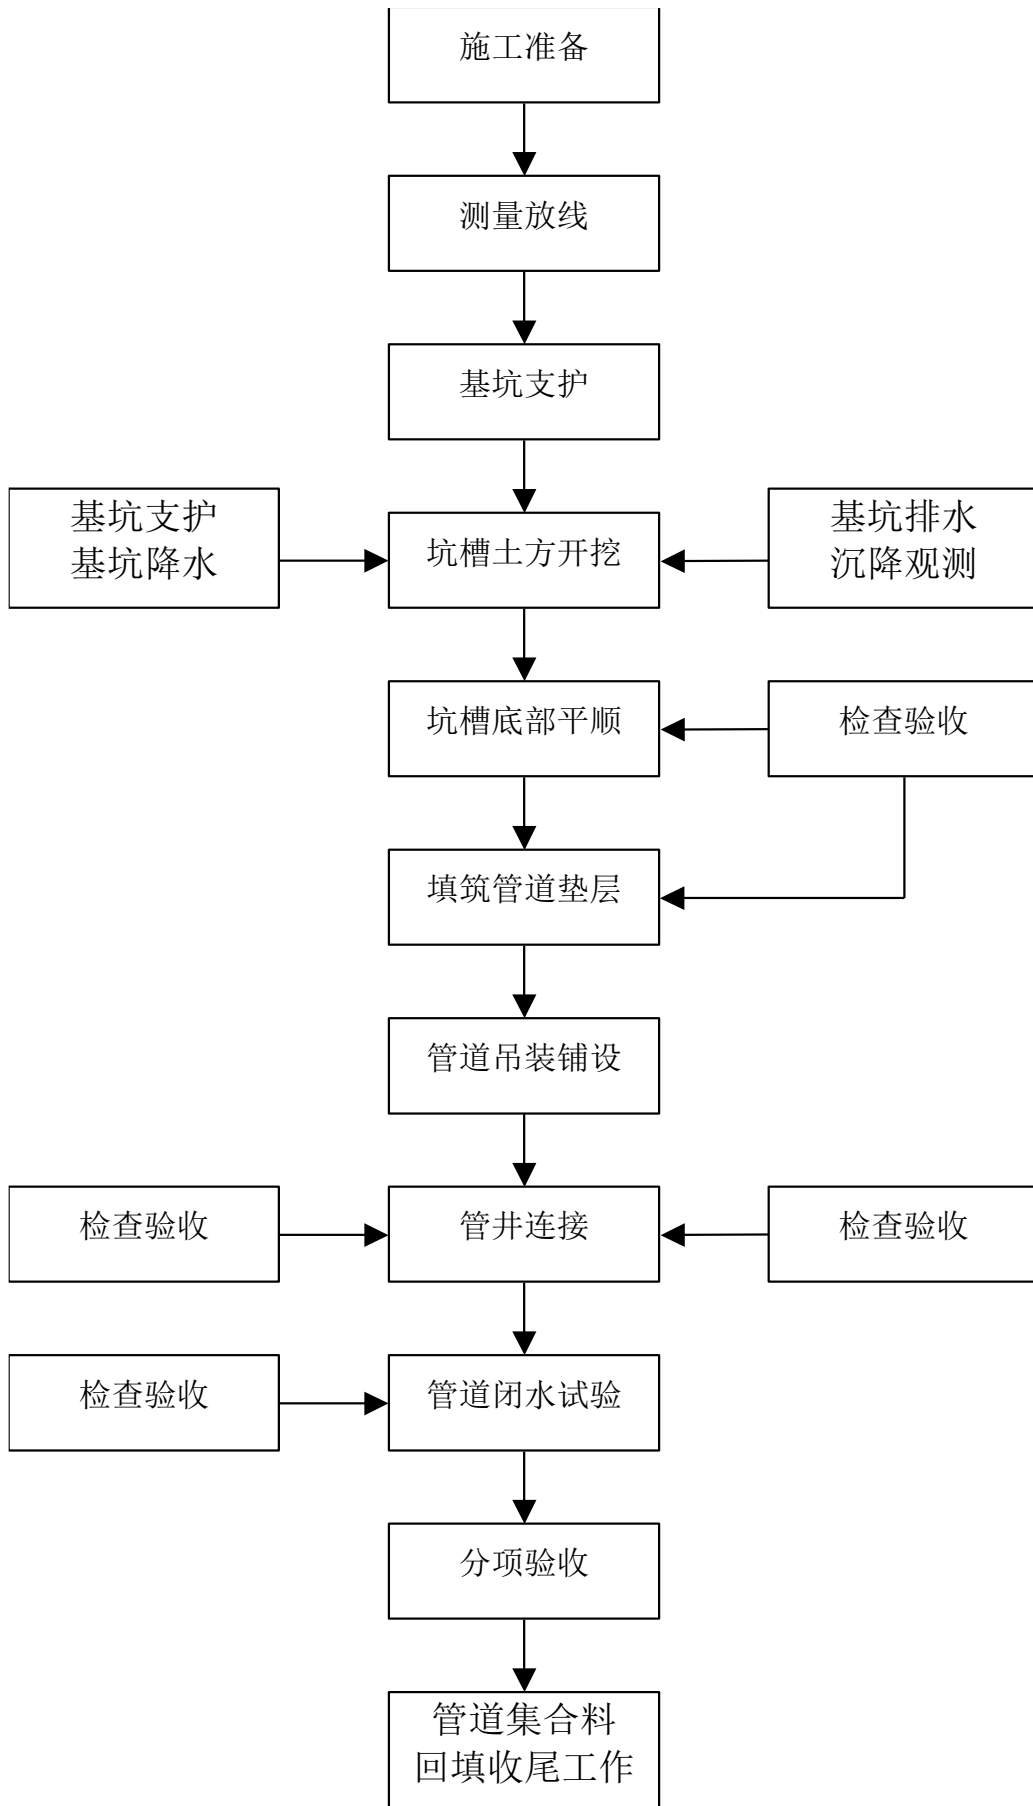 施工准备
测量放线
基坑支护
基坑支护
基坑降水
坑槽土方开挖
基坑排水
沉降观测
坑槽底部平顺
检查验收
填筑管道垫层
管道吊装铺设
检查验收
管井连接
检查验收
检查验收
管道闭水试验
分项验收
管道集合料
回填收尾工作